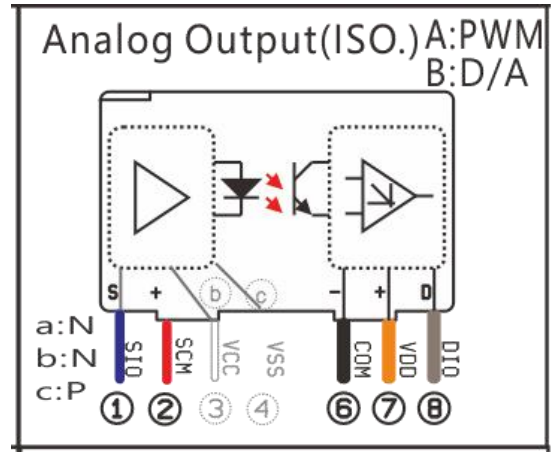 Analog Output(ISO.) A:PWM
B:D/A
S + b c - + D
a:N
b:N
c:P
SIO SCM VCC VSS COM VDD DIO
① ② ③ ④ ⑥ ⑦ ⑧